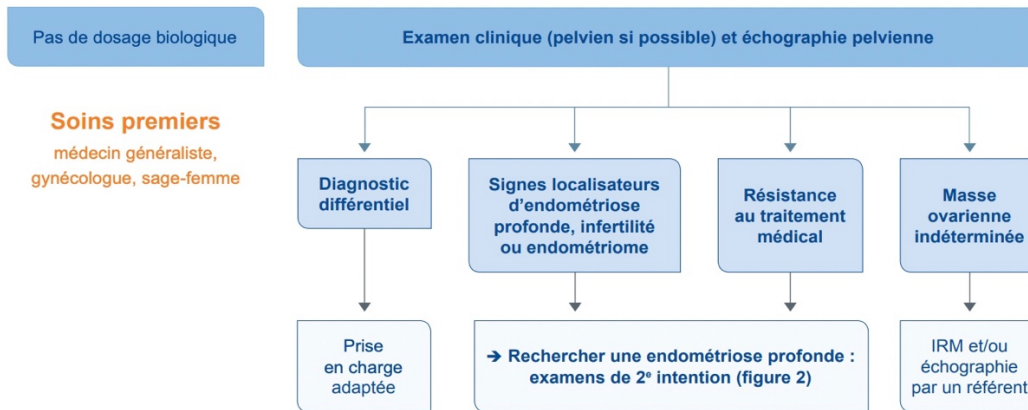 Pas de dosage biologique
Examen clinique (pelvien si possible) et échographie pelvienne
Soins premiers
médecin généraliste,
gynécologue, sage-femme
Diagnostic
différentiel
Signes localisateurs
d’endométriose
profonde, infertilité
ou endométriome
Résistance
au traitement
médical
Masse
ovarienne
indéterminée
Prise
en charge
adaptée
➔ Rechercher une endométriose profonde :
examens de 2e intention (figure 2)
IRM et/ou
échographie
par un référent